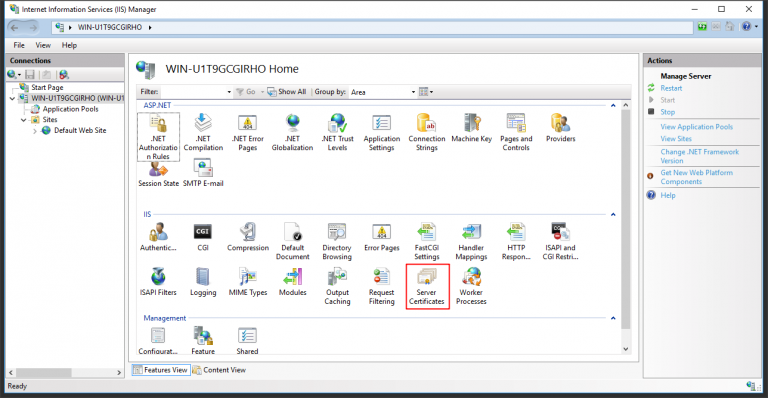 Internet Information Services (IIS) Manager
WIN-U1T9GCGIRHO
File View Help
Connections
Start Page
WIN-U1T9GCGIRHO (WIN-U1
Application Pools
Sites
Default Web Site
WIN-U1T9GCGIRHO Home
Filter: Go Show All Group by: Area
ASP.NET
.NET Authorizatio
n Rules
.NET
Compilation
.NET Error
Pages
.NET
Globalization
.NET Trust
Levels
Application
Settings
Connection
Strings
Machine Key
Pages and
Controls
Providers
Session State
SMTP E-mail
IIS
Authentic...
CGI
Compression
Default
Document
Directory
Browsing
Error Pages
FastCGI
Settings
Handler
Mappings
HTTP
Respon...
ISAPI and
CGI Restri...
ISAPI Filters
Logging
MIME Types
Modules
Output
Caching
Request
Filtering
Server
Certificates
Worker
Processes
Management
Configurat...
Feature
Shared
Features View Content View
Actions
Manage Server
Restart
Start
Stop
View Application Pools
View Sites
Change .NET Framework
Version
Get New Web Platform
Components
Help
Ready